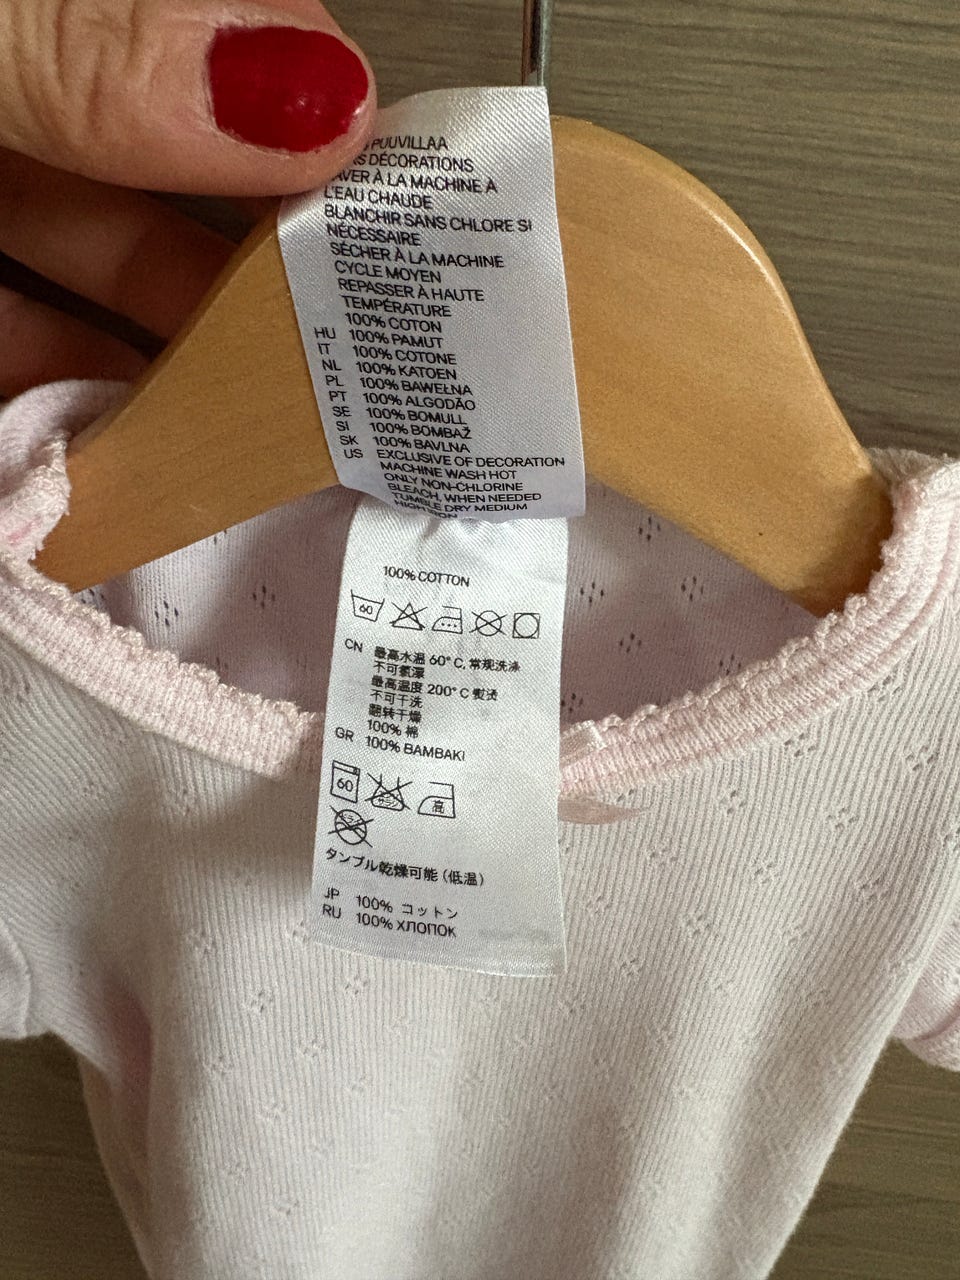 PUUVILLAA
DÉCORATIONS
AVER À LA MACHINE À
L'EAU CHAUDE
BLANCHIR SANS CHLORE SI
NÉCESSAIRE
SÉCHER À LA MACHINE
CYCLE MOYEN
REPASSER À HAUTE
TEMPÉRATURE
100% COTON
HU 100% PAMUT
IT 100% COTONE
NL 100% KATOEN
PL 100% BAWEŁNA
PT 100% ALGODÃO
SE 100% BOMULL
SI 100% BOMBAŽ
SK 100% BAVLNA
US EXCLUSIVE OF DECORATION
MACHINE WASH HOT
ONLY NON-CHLORINE
BLEACH, WHEN NEEDED
TUMBLE DRY MEDIUM
HIGH IRON
100% COTTON
60
CN 最高水温 60° C, 常规洗涤
不可氯漂
最高温度 200° C 熨烫
不可干洗
翻转干燥
100% 棉
GR 100% BAMBAKI
60 高
タンブル乾燥可能 (低温)
JP 100% コットン
RU 100% ХЛОПОК